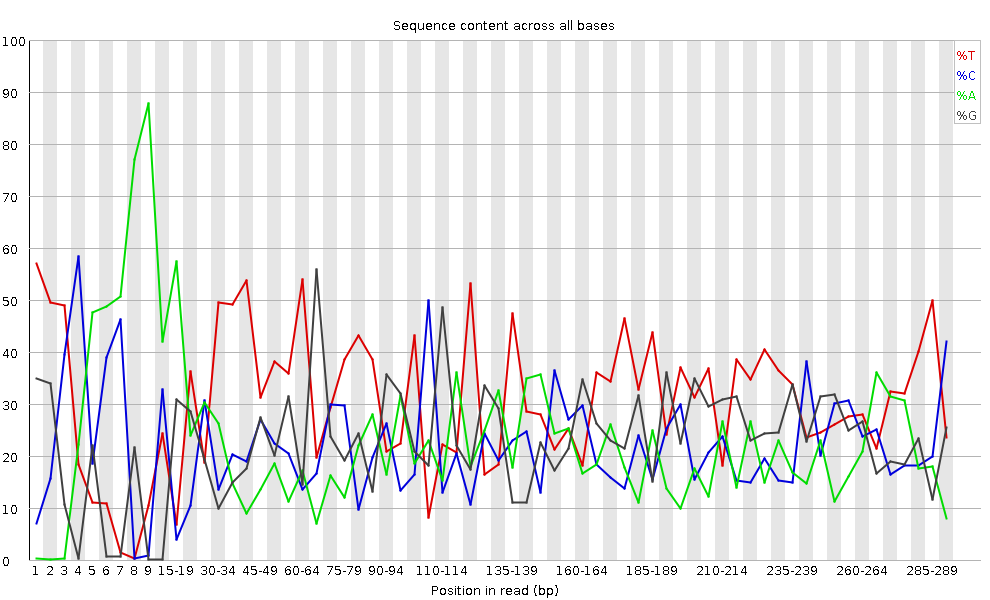 Sequence content across all bases
100
90
80
70
60
50
40
30
20
10
0
%T
%C
%A
%G
1 2 3 4 5 6 7 8 9 15-19 30-34 45-49 60-64 75-79 90-94 110-114 135-139 160-164 185-189 210-214 235-239 260-264 285-289
Position in read (bp)